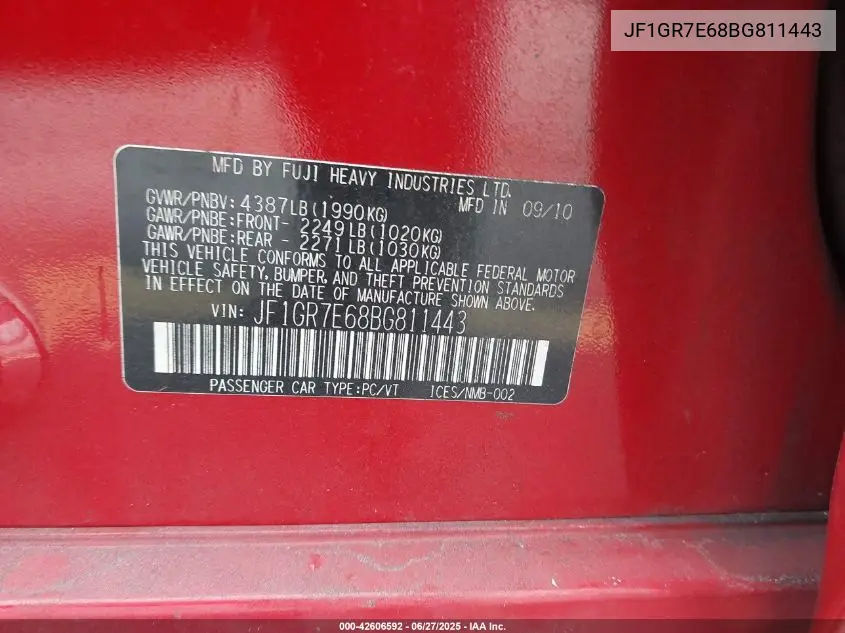 JF1GR7E68BG811443
MFD BY FUJI HEAVY INDUSTRIES LTD.
GVWR/PNBV: 4387LB(1990KG) MFD IN 09/10
GAWR/PNBE:FRONT- 2249LB(1020KG)
GAWR/PNBE:REAR - 2271LB(1030KG)
THIS VEHICLE CONFORMS TO ALL APPLICABLE FEDERAL MOTOR
VEHICLE SAFETY, BUMPER, AND THEFT PREVENTION STANDARDS
IN EFFECT ON THE DATE OF MANUFACTURE SHOWN ABOVE.
VIN: JF1GR7E68BG811443
PASSENGER CAR TYPE:PC/VT ICES/NMB-002
000-42606592 - 06/27/2025 - IAA Inc.